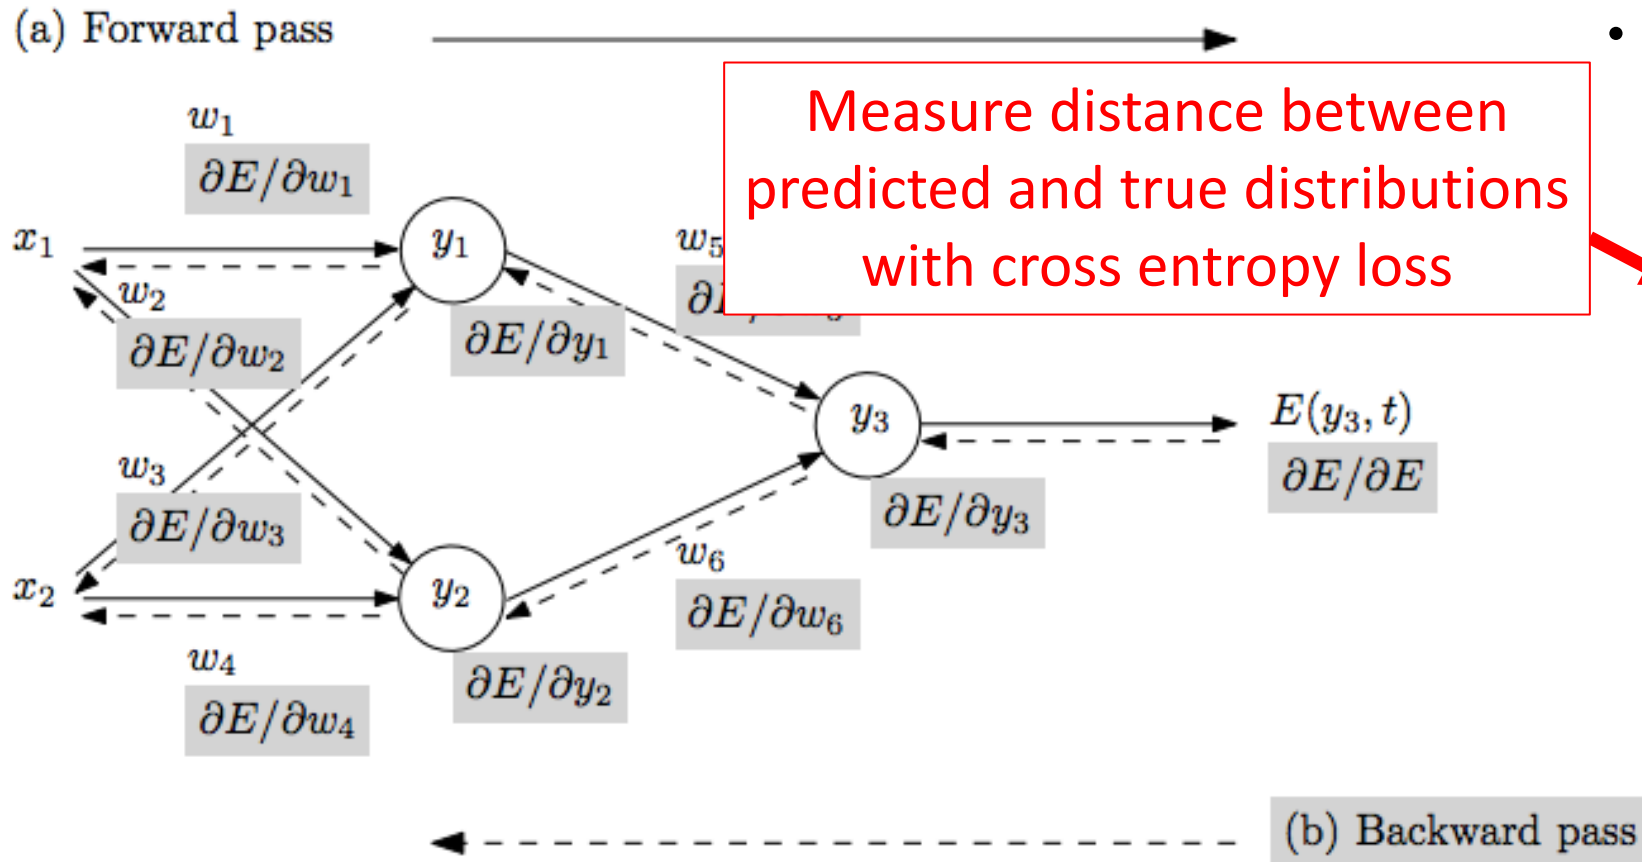 (a) Forward pass
•
Measure distance between
predicted and true distributions
with cross entropy loss
w₁
∂E/∂w₁
x₁
y₁
w₅
w₂
∂E/∂w₂
∂E/∂y₁
y₃
E(y₃, t)
∂E/∂E
w₃
∂E/∂w₃
∂E/∂y₃
x₂
y₂
w₆
∂E/∂w₆
w₄
∂E/∂w₄
∂E/∂y₂
(b) Backward pass